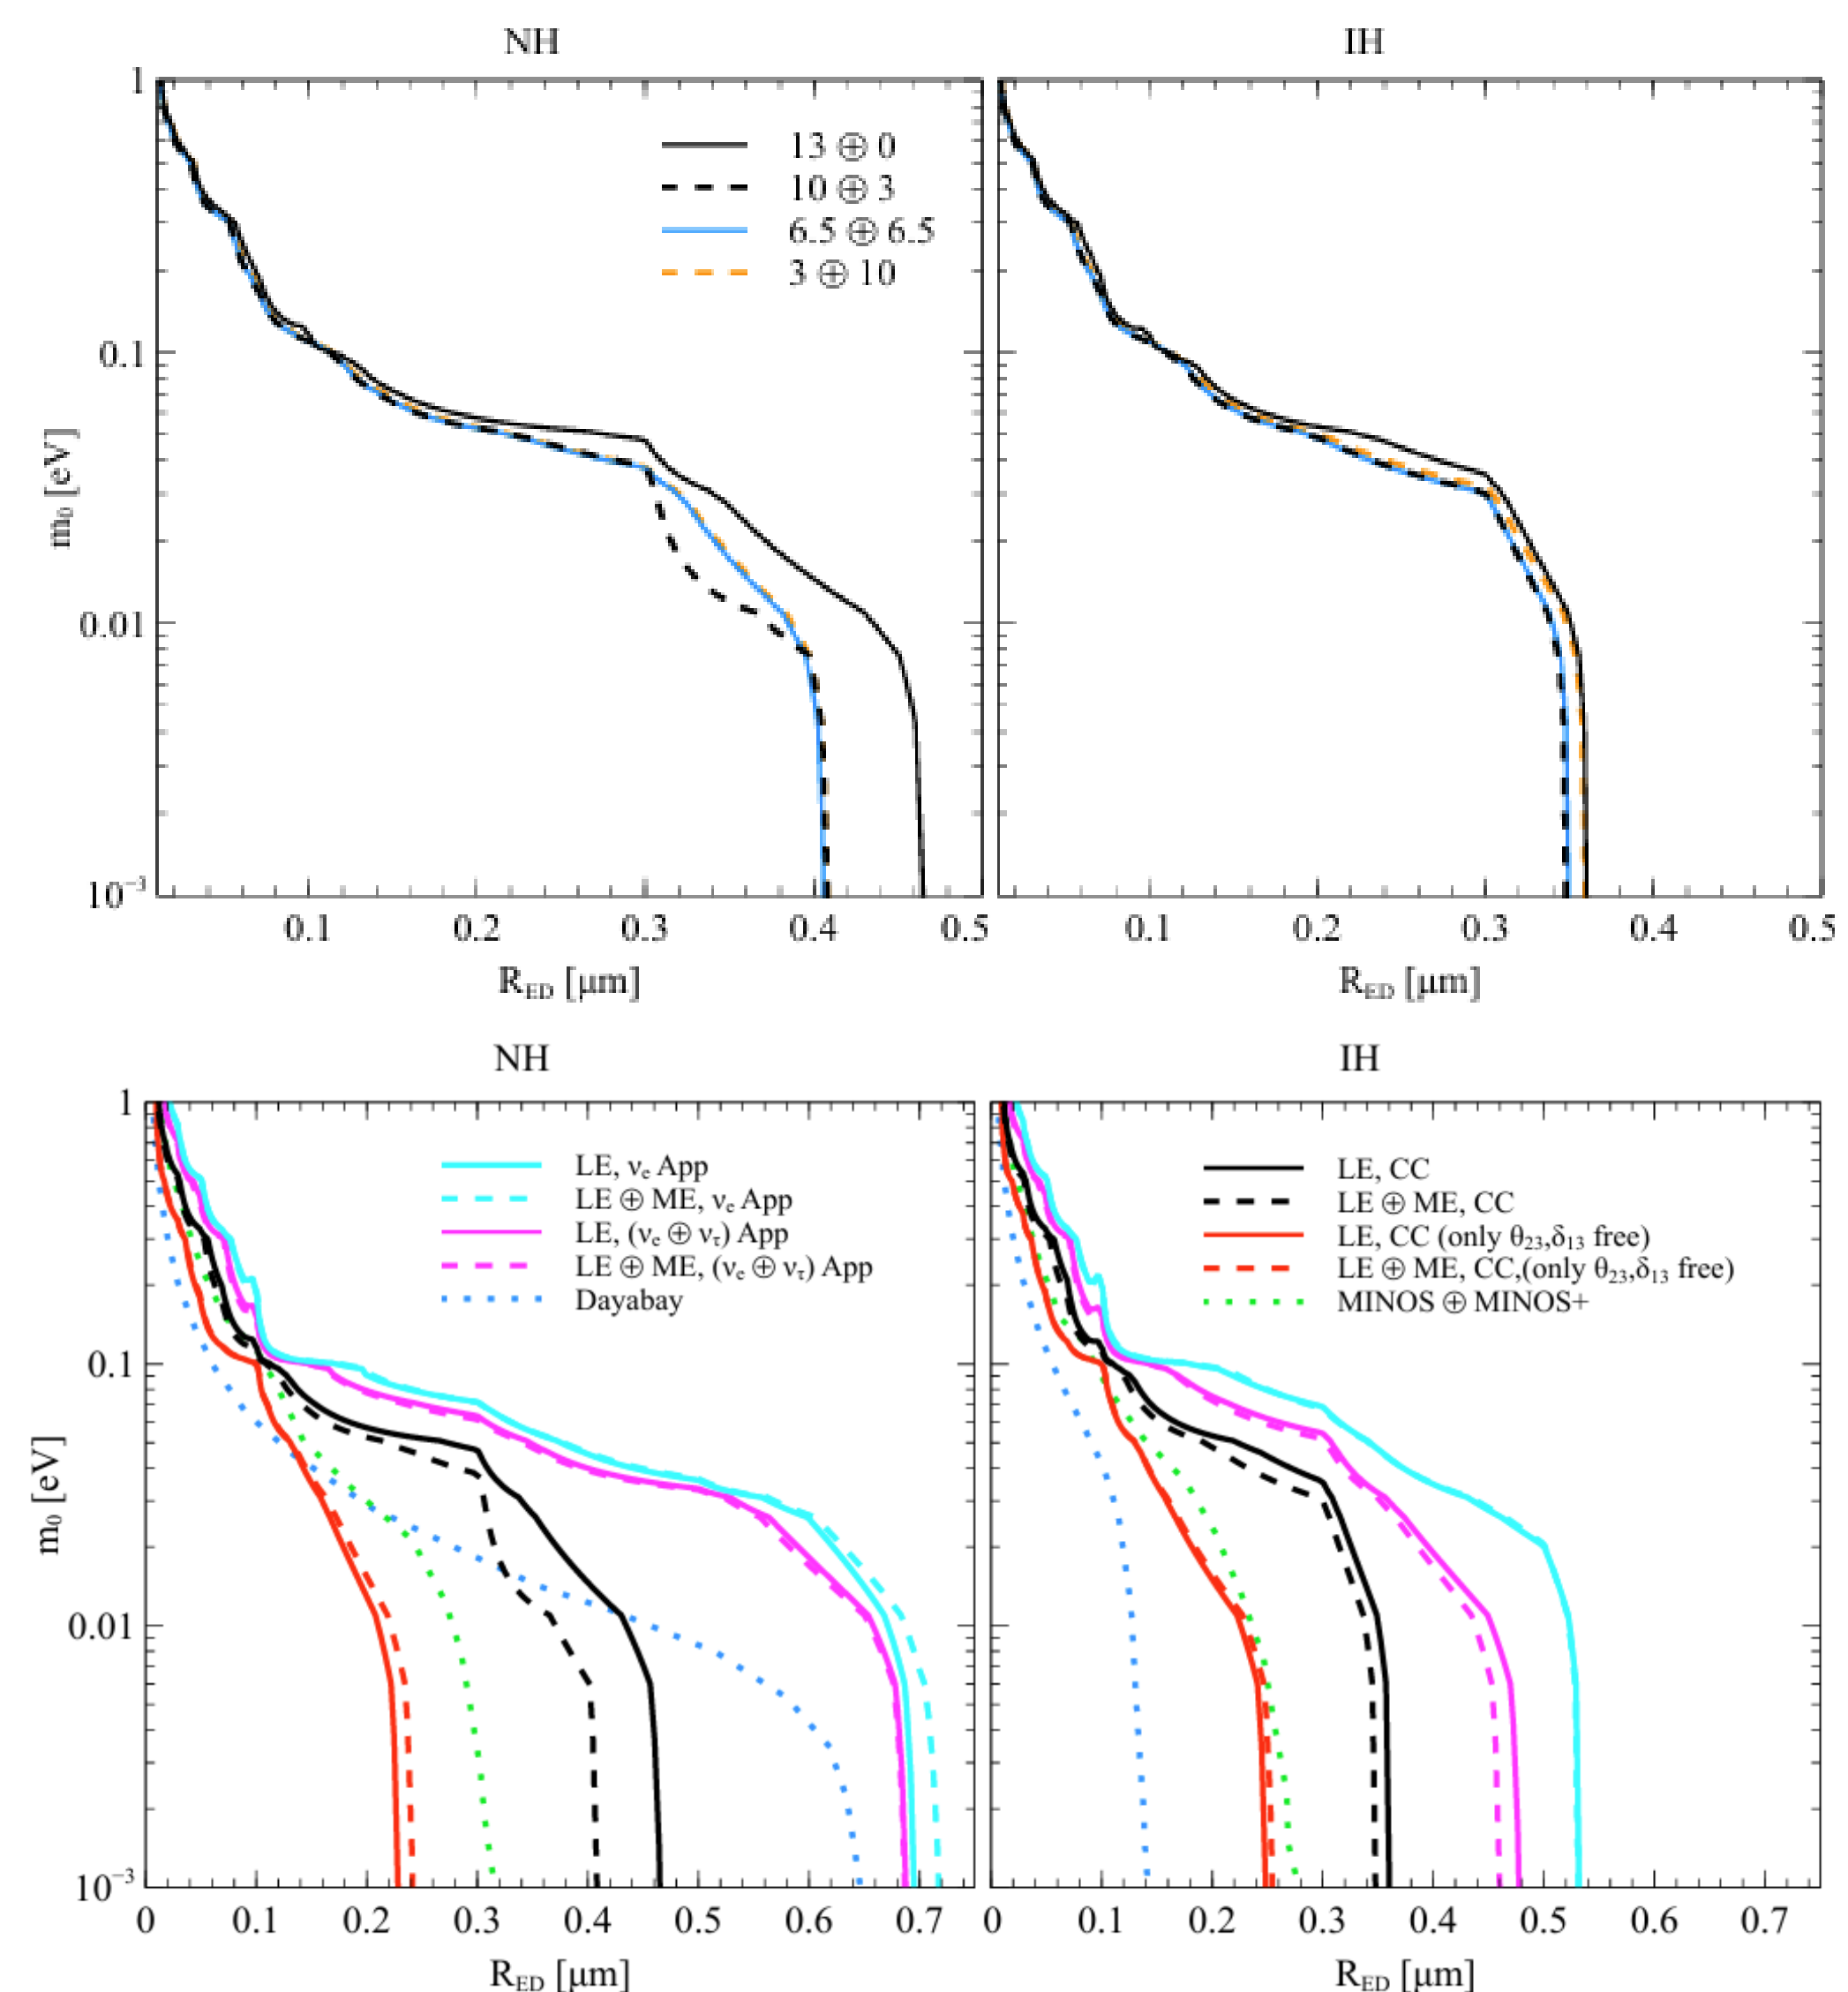 NH
IH
1
0.1
0.01
10⁻³
m₀ [eV]
13 ⊕ 0
10 ⊕ 3
6.5 ⊕ 6.5
3 ⊕ 10
0.1 0.2 0.3 0.4 0.5
0.1 0.2 0.3 0.4 0.5
R_ED [μm]
R_ED [μm]
NH
IH
1
0.1
0.01
10⁻³
m₀ [eV]
LE, νₑ App
LE ⊕ ME, νₑ App
LE, (νₑ ⊕ ν_τ) App
LE ⊕ ME, (νₑ ⊕ ν_τ) App
Dayabay
LE, CC
LE ⊕ ME, CC
LE, CC (only θ₂₃,δ₁₃ free)
LE ⊕ ME, CC,(only θ₂₃,δ₁₃ free)
MINOS ⊕ MINOS+
0 0.1 0.2 0.3 0.4 0.5 0.6 0.7
0 0.1 0.2 0.3 0.4 0.5 0.6 0.7
R_ED [μm]
R_ED [μm]